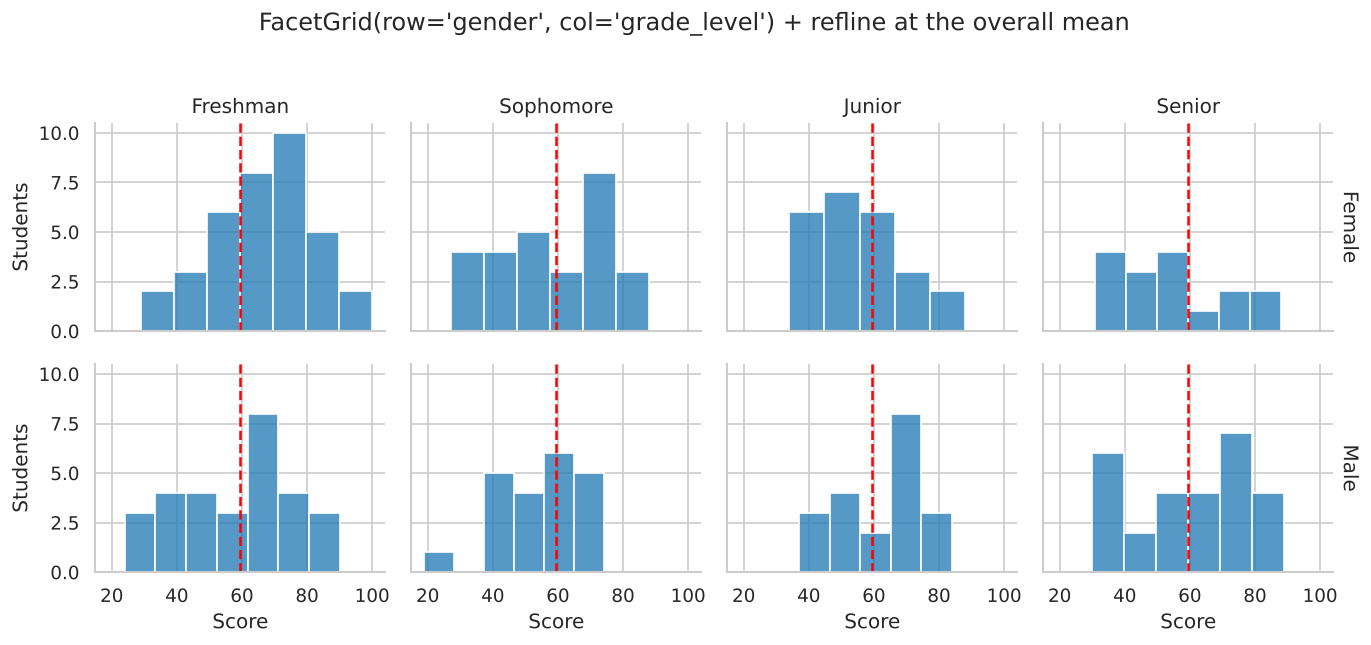 FacetGrid(row='gender', col='grade_level') + refline at the overall mean
Freshman
Sophomore
Junior
Senior
10.0
7.5
5.0
2.5
0.0
Students
Female
10.0
7.5
5.0
2.5
0.0
Students
Male
20 40 60 80 100
20 40 60 80 100
20 40 60 80 100
20 40 60 80 100
Score
Score
Score
Score